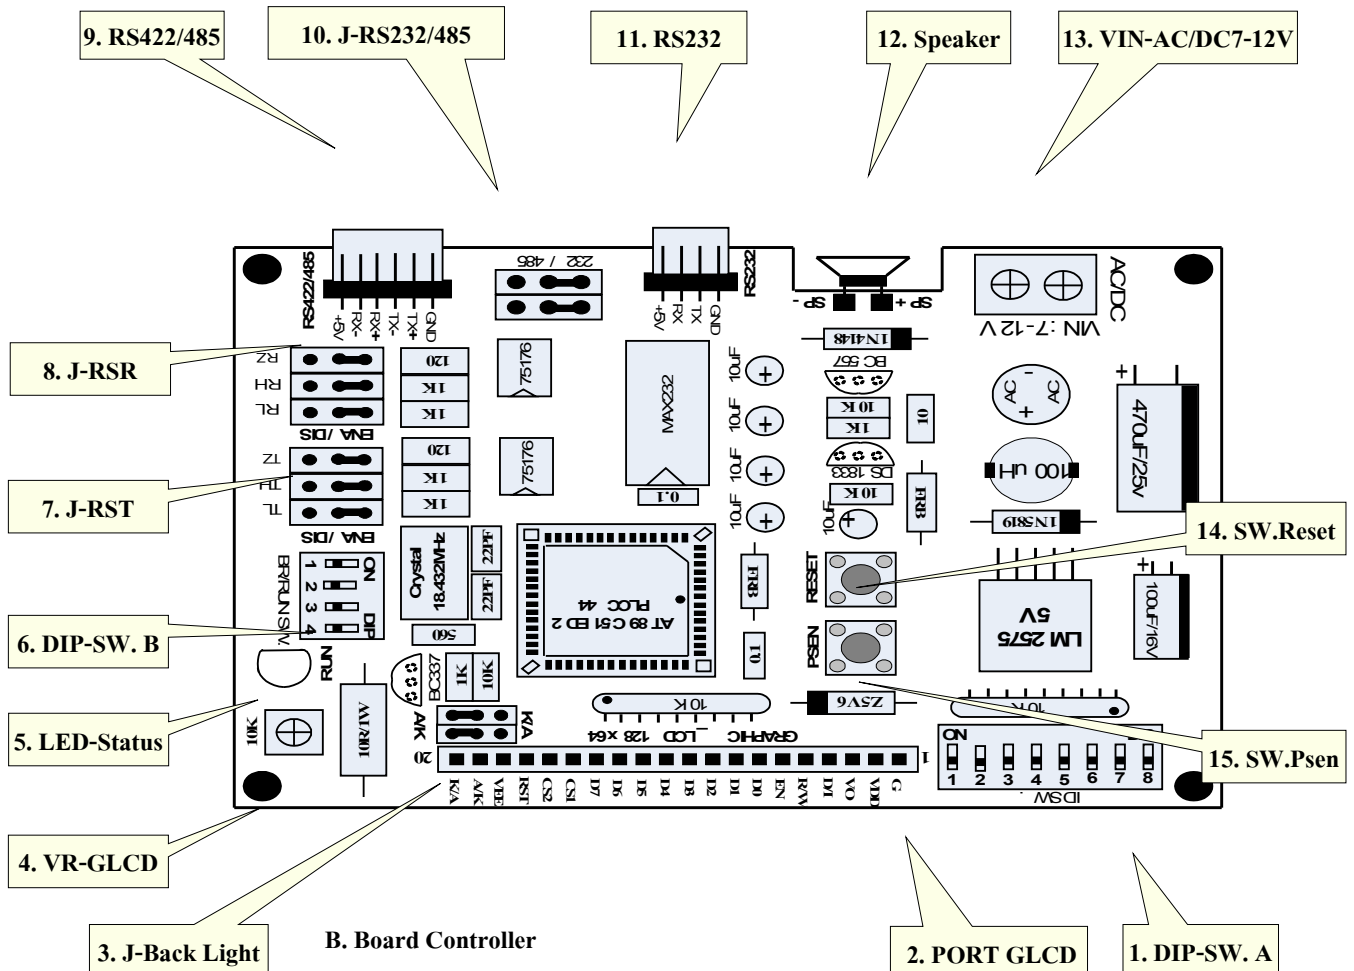 9. RS422/485
10. J-RS232/485
11. RS232
12. Speaker
13. VIN-AC/DC7-12V
RS422/485
+5V
RX-
RX+
TX-
TX+
GND
232 / 485
RS232
+5V
RX
TX
GND
SP -
SP +
AC/DC
VIN :7-12 V
8. J-RSR
RZ
RH
RL
ENA / DIS
120
1K
1K
75176
MAX232
0.1
10uF
10uF
10uF
10uF
1N4148
BC 557
10 K
1K
10
DS 1833
10 K
10uF
FRB
AC
-
AC
+
100 uH
+
470uF/25v
1N5819
7. J-RST
TZ
TH
TL
ENA / DIS
120
1K
1K
75176
14. SW.Reset
6. DIP-SW. B
BR/RUN SW.
1
2
3
4
ON
DIP
Crystal
18.432MHz
22PF
22PF
560
AT 89 C 51 ED 2
PLCC 44
FRB
0.1
RESET
PSEN
LM 2575
5V
+
100uF/16V
5. LED-Status
RUN
10K
10R/1W
BC337
1K
10K
A/K
K/A
10 K
Z5V6
10 K
GRAPHIC _LCD 128 x64
20
1
K/A
A/K
VEE
RST
CS2
CS1
D7
D6
D5
D4
D3
D2
D1
D0
EN
R/W
D/I
VO
VDD
G
ON
1
2
3
4
5
6
7
8
IDSW .
15. SW.Psen
4. VR-GLCD
3. J-Back Light
B. Board Controller
2. PORT GLCD
1. DIP-SW. A